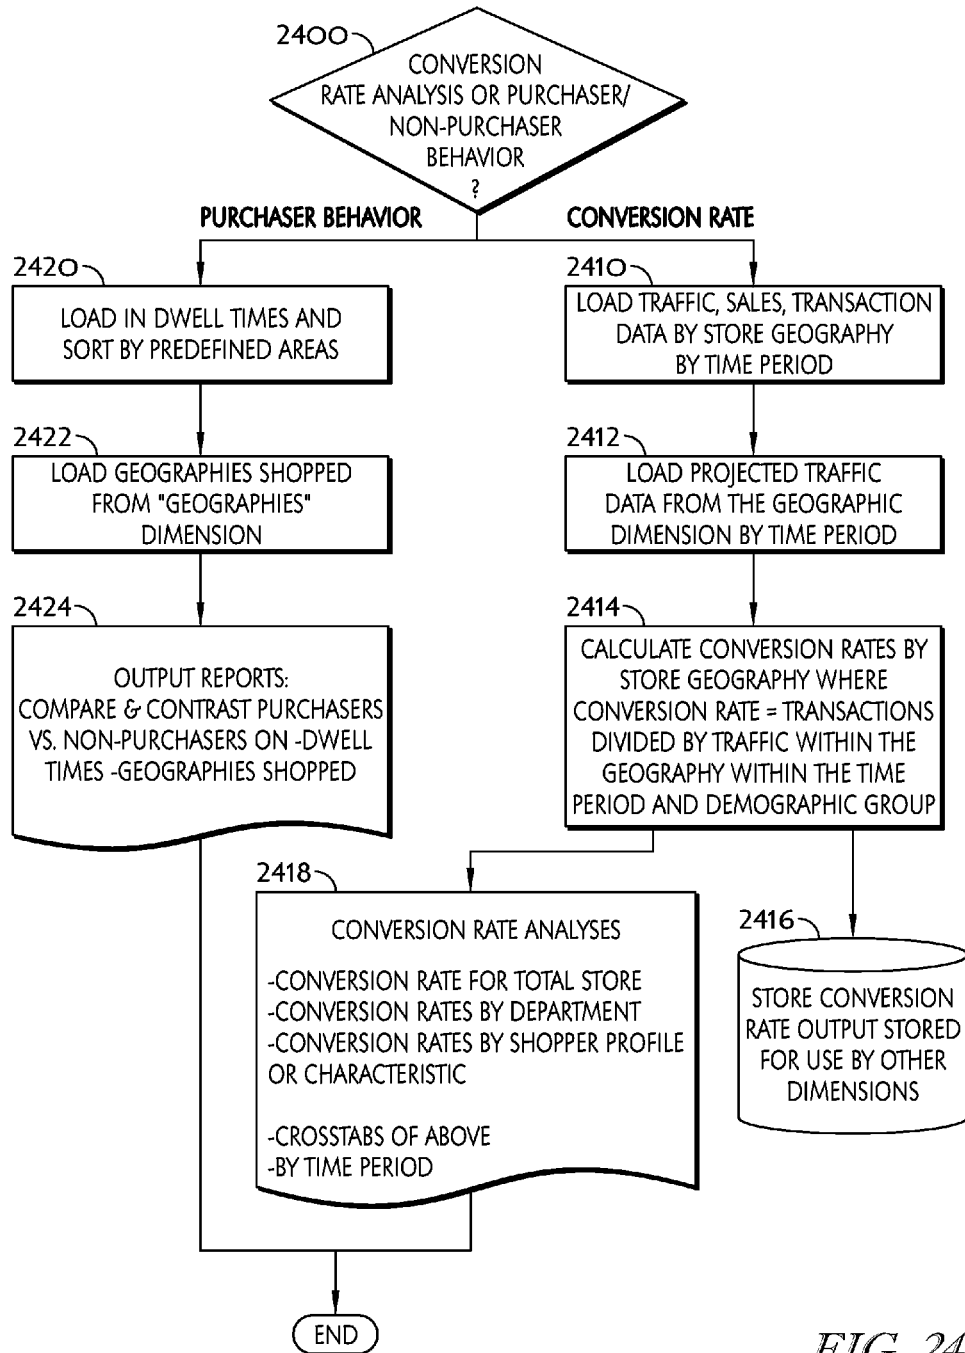 2400
CONVERSION
RATE ANALYSIS OR PURCHASER/
NON-PURCHASER
BEHAVIOR
?
PURCHASER BEHAVIOR
CONVERSION RATE
2420
LOAD IN DWELL TIMES AND
SORT BY PREDEFINED AREAS
2410
LOAD TRAFFIC, SALES, TRANSACTION
DATA BY STORE GEOGRAPHY
BY TIME PERIOD
2422
LOAD GEOGRAPHIES SHOPPED
FROM "GEOGRAPHIES"
DIMENSION
2412
LOAD PROJECTED TRAFFIC
DATA FROM THE GEOGRAPHIC
DIMENSION BY TIME PERIOD
2424
OUTPUT REPORTS:
COMPARE & CONTRAST PURCHASERS
VS. NON-PURCHASERS ON -DWELL
TIMES -GEOGRAPHIES SHOPPED
2414
CALCULATE CONVERSION RATES BY
STORE GEOGRAPHY WHERE
CONVERSION RATE = TRANSACTIONS
DIVIDED BY TRAFFIC WITHIN THE
GEOGRAPHY WITHIN THE TIME
PERIOD AND DEMOGRAPHIC GROUP
2418
CONVERSION RATE ANALYSES
-CONVERSION RATE FOR TOTAL STORE
-CONVERSION RATES BY DEPARTMENT
-CONVERSION RATES BY SHOPPER PROFILE
OR CHARACTERISTIC
-CROSSTABS OF ABOVE
-BY TIME PERIOD
2416
STORE CONVERSION
RATE OUTPUT STORED
FOR USE BY OTHER
DIMENSIONS
END
FIG. 24